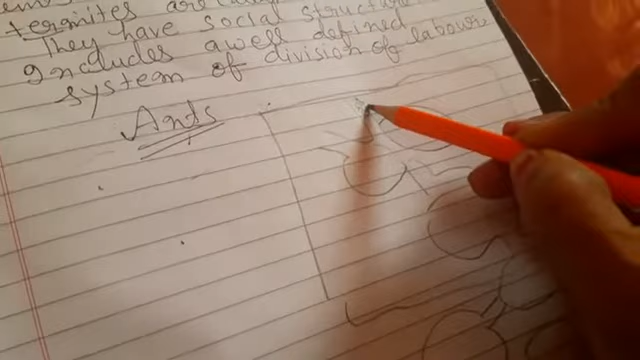 termites are
They have social structure
Includes a well defined
system of division of labour
Ants